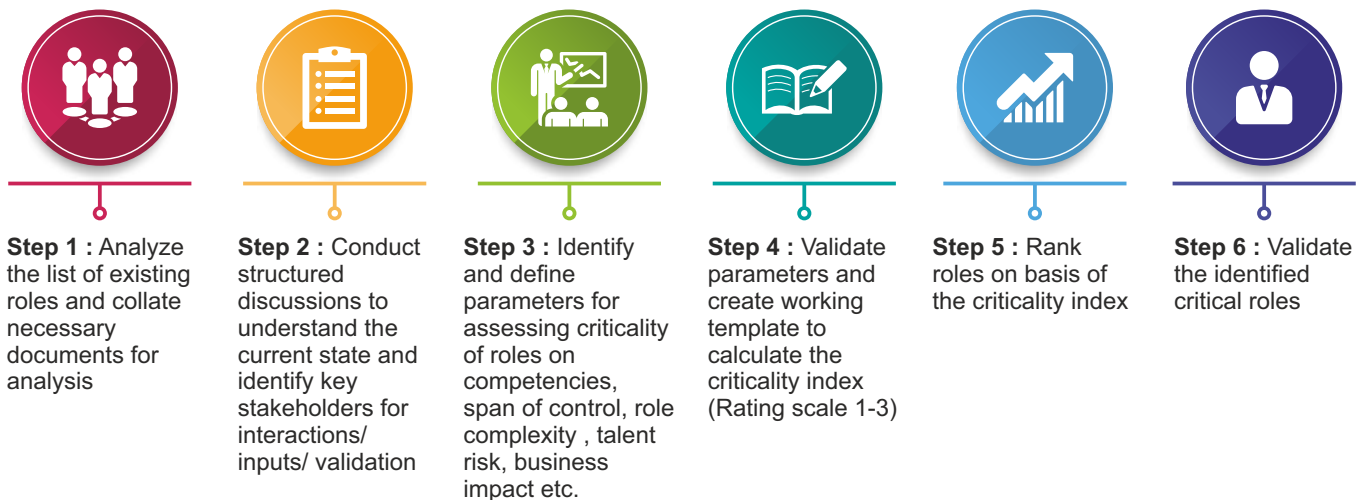 Step 1 : Analyze
the list of existing
roles and collate
necessary
documents for
analysis
Step 2 : Conduct
structured
discussions to
understand the
current state and
identify key
stakeholders for
interactions/
inputs/ validation
Step 3 : Identify
and define
parameters for
assessing criticality
of roles on
competencies,
span of control, role
complexity , talent
risk, business
impact etc.
Step 4 : Validate
parameters and
create working
template to
calculate the
criticality index
(Rating scale 1-3)
Step 5 : Rank
roles on basis of
the criticality index
Step 6 : Validate
the identified
critical roles